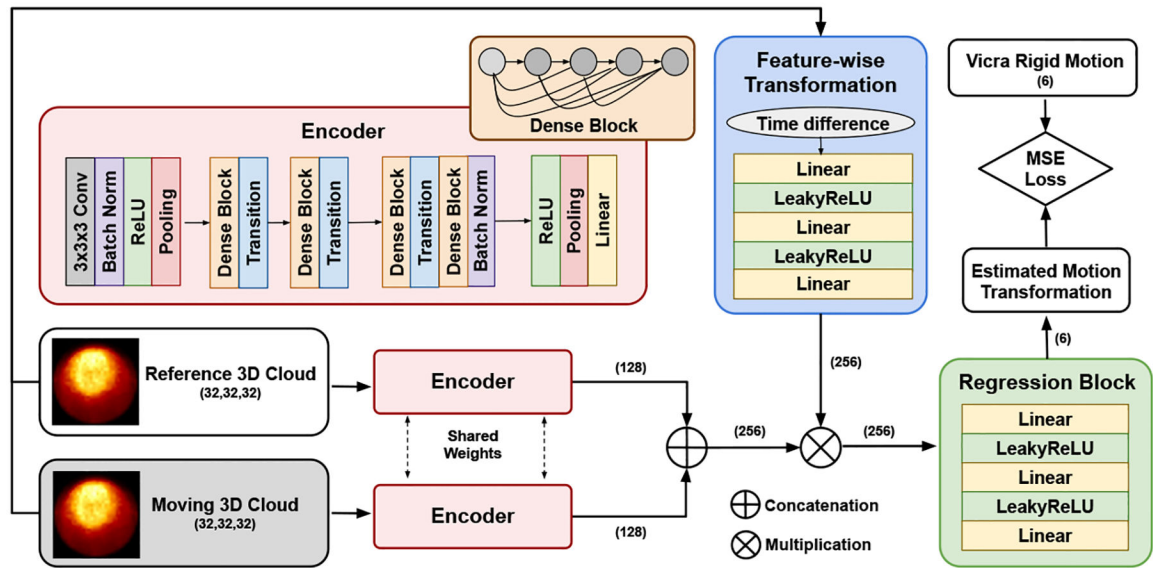 Encoder
3x3x3 Conv
Batch Norm
ReLU
Pooling
Dense Block
Transition
Dense Block
Transition
Dense Block
Transition
Dense Block
Batch Norm
ReLU
Pooling
Linear
Dense Block
Feature-wise
Transformation
Time difference
Linear
LeakyReLU
Linear
LeakyReLU
Linear
Vicra Rigid Motion
(6)
MSE
Loss
Estimated Motion
Transformation
(6)
Reference 3D Cloud
(32,32,32)
Moving 3D Cloud
(32,32,32)
Encoder
Shared
Weights
Encoder
(128)
(128)
(256)
(256)
(256)
Concatenation
Multiplication
Regression Block
Linear
LeakyReLU
Linear
LeakyReLU
Linear